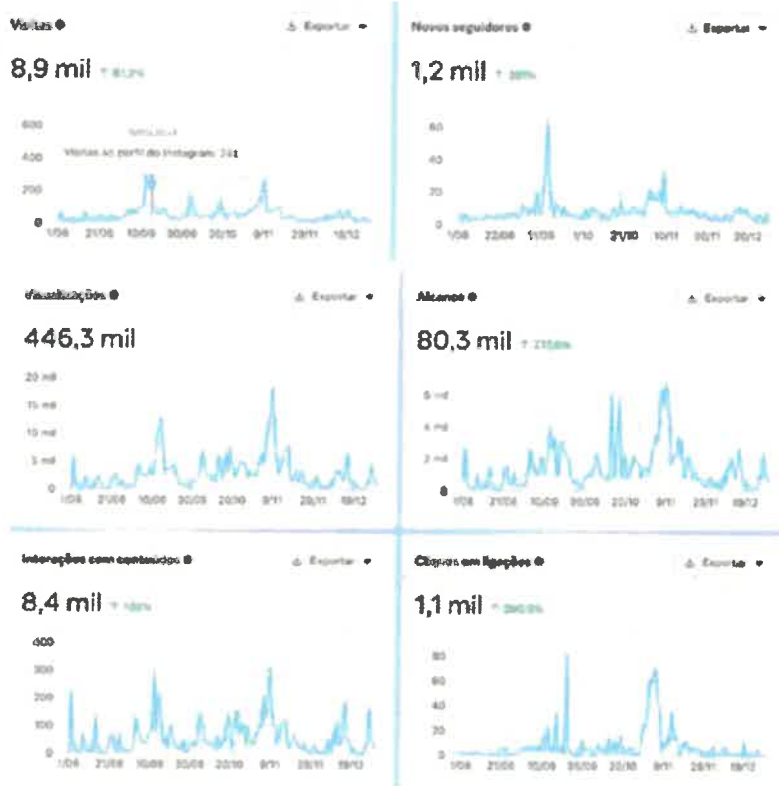 Visitas
Exportar
8,9 mil
600
400
Visitas ao perfil do Instagram:
200
0
1/08 21/08 10/09 30/09 20/10 9/11 29/11 19/12
Novos seguidores
Exportar
1,2 mil
60
40
20
0
1/08 22/08 11/09 1/10 21/10 10/11 30/11 20/12
Visualizações
Exportar
446,3 mil
20 mil
15 mil
10 mil
5 mil
0
1/08 21/08 10/09 30/09 20/10 9/11 29/11 19/12
Alcance
Exportar
80,3 mil
6 mil
4 mil
2 mil
0
1/08 21/08 10/09 30/09 20/10 9/11 29/11 19/12
Interações com conteúdos
Exportar
8,4 mil
400
300
200
100
0
1/08 21/08 10/09 30/09 20/10 9/11 29/11 19/12
Cliques em ligações
Exportar
1,1 mil
80
60
40
20
0
1/08 21/08 10/09 30/09 20/10 9/11 29/11 19/12